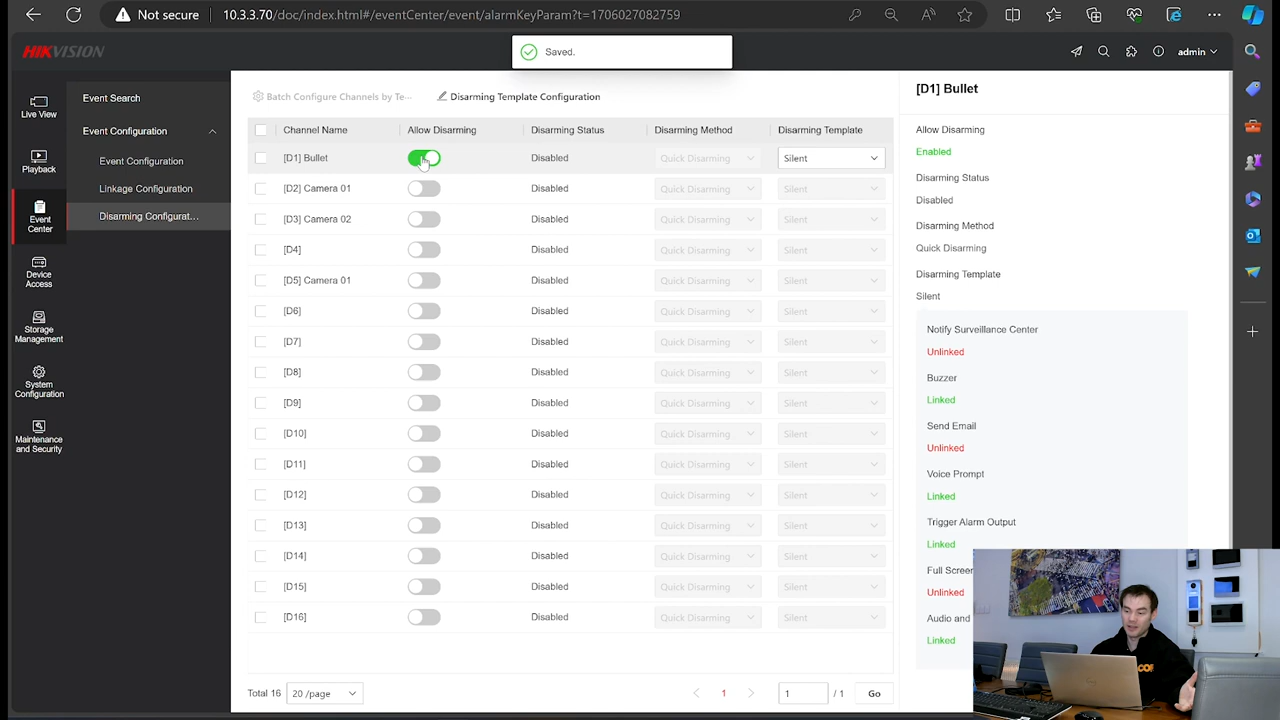 Not secure
10.3.3.70/doc/index.html#/eventCenter/event/alarmKeyParam?t=1706027082759
HIKVISION
Saved.
admin
Live View
Playback
Event
Center
Device
Access
Storage
Management
System
Configuration
Maintenance
and Security
Event Search
Event Configuration
Event Configuration
Linkage Configuration
Disarming Configurat...
Batch Configure Channels by Te...
Disarming Template Configuration
Channel Name Allow Disarming Disarming Status Disarming Method Disarming Template
[D1] Bullet Disabled Quick Disarming Silent
[D2] Camera 01 Disabled Quick Disarming Silent
[D3] Camera 02 Disabled Quick Disarming Silent
[D4] Disabled Quick Disarming Silent
[D5] Camera 01 Disabled Quick Disarming Silent
[D6] Disabled Quick Disarming Silent
[D7] Disabled Quick Disarming Silent
[D8] Disabled Quick Disarming Silent
[D9] Disabled Quick Disarming Silent
[D10] Disabled Quick Disarming Silent
[D11] Disabled Quick Disarming Silent
[D12] Disabled Quick Disarming Silent
[D13] Disabled Quick Disarming Silent
[D14] Disabled Quick Disarming Silent
[D15] Disabled Quick Disarming Silent
[D16] Disabled Quick Disarming Silent
Total 16 20 /page 1 1 / 1 Go
[D1] Bullet
Allow Disarming
Enabled
Disarming Status
Disabled
Disarming Method
Quick Disarming
Disarming Template
Silent
Notify Surveillance Center
Unlinked
Buzzer
Linked
Send Email
Unlinked
Voice Prompt
Linked
Trigger Alarm Output
Linked
Full Screen
Unlinked
Audio and
Linked